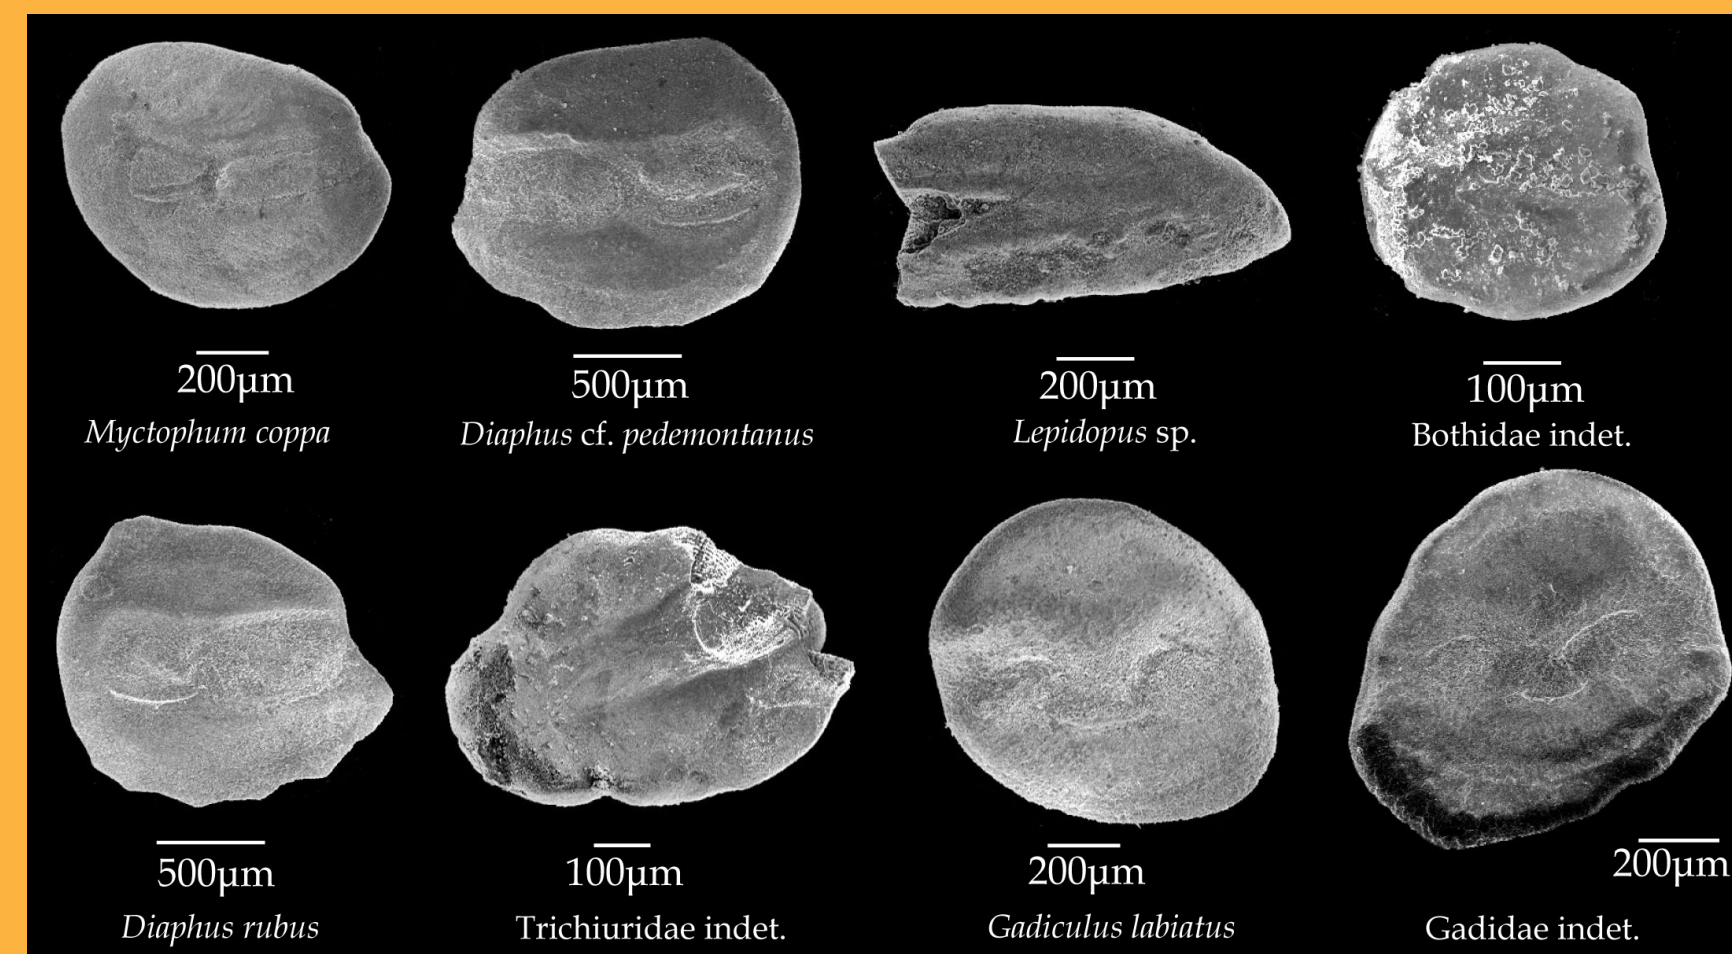 200µm
500µm
200µm
100µm
Myctophum coppa
Diaphus cf. pedemontanus
Lepidopus sp.
Bothidae indet.
500µm
100µm
200µm
200µm
Diaphus rubus
Trichiuridae indet.
Gadiculus labiatus
Gadidae indet.